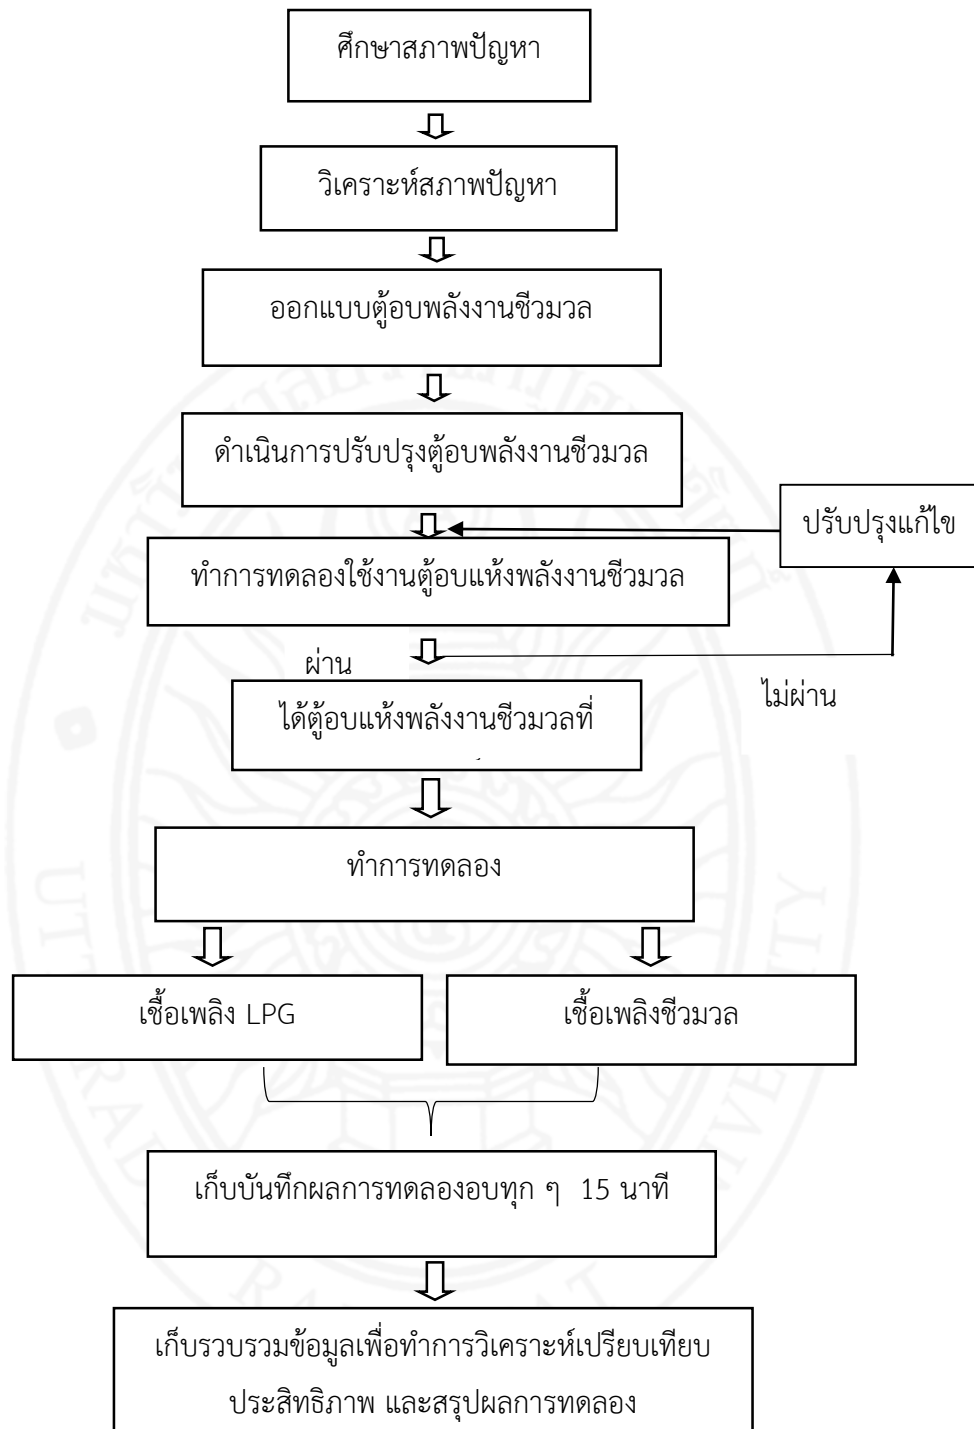 ศึกษาสภาพปัญหา
วิเคราะห์สภาพปัญหา
ออกแบบตู้อบพลังงานชีวมวล
ดำเนินการปรับปรุงตู้อบพลังงานชีวมวล
ปรับปรุงแก้ไข
ทำการทดลองใช้งานตู้อบแห้งพลังงานชีวมวล
ผ่าน
ไม่ผ่าน
ได้ตู้อบแห้งพลังงานชีวมวลที่
ทำการทดลอง
เชื้อเพลิง LPG
เชื้อเพลิงชีวมวล
เก็บบันทึกผลการทดลองอบทุก ๆ 15 นาที
เก็บรวบรวมข้อมูลเพื่อทำการวิเคราะห์เปรียบเทียบ
ประสิทธิภาพ และสรุปผลการทดลอง